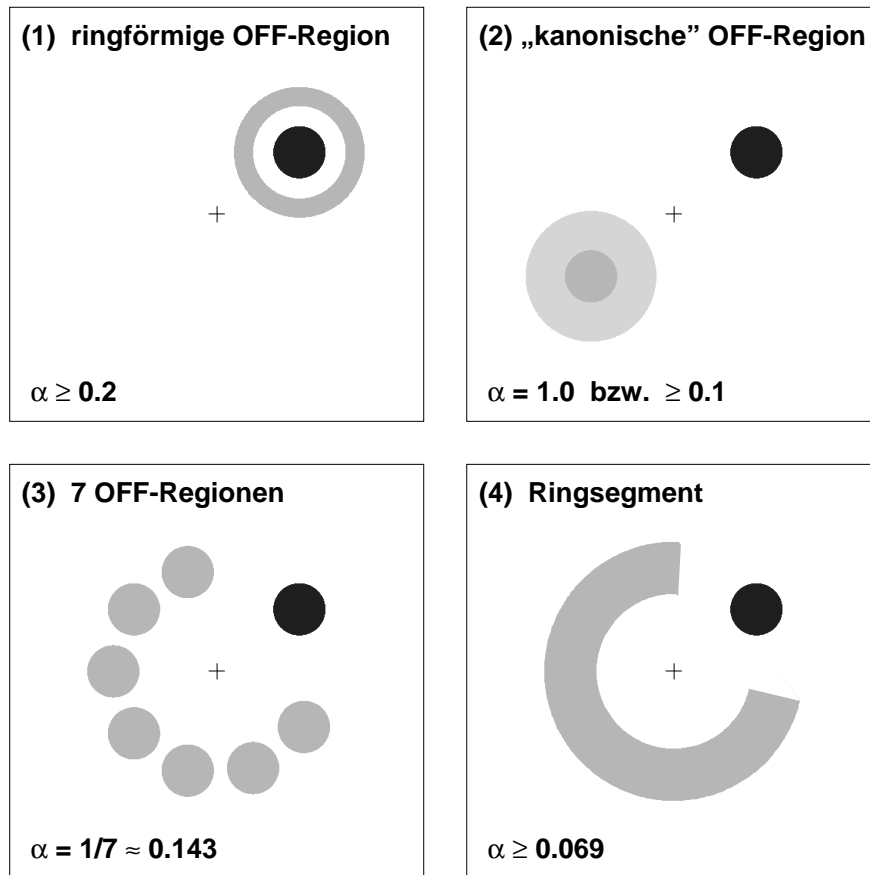 (1) ringförmige OFF-Region
α ≥ 0.2
(2) „kanonische” OFF-Region
α = 1.0 bzw. ≥ 0.1
(3) 7 OFF-Regionen
α = 1/7 ≈ 0.143
(4) Ringsegment
α ≥ 0.069